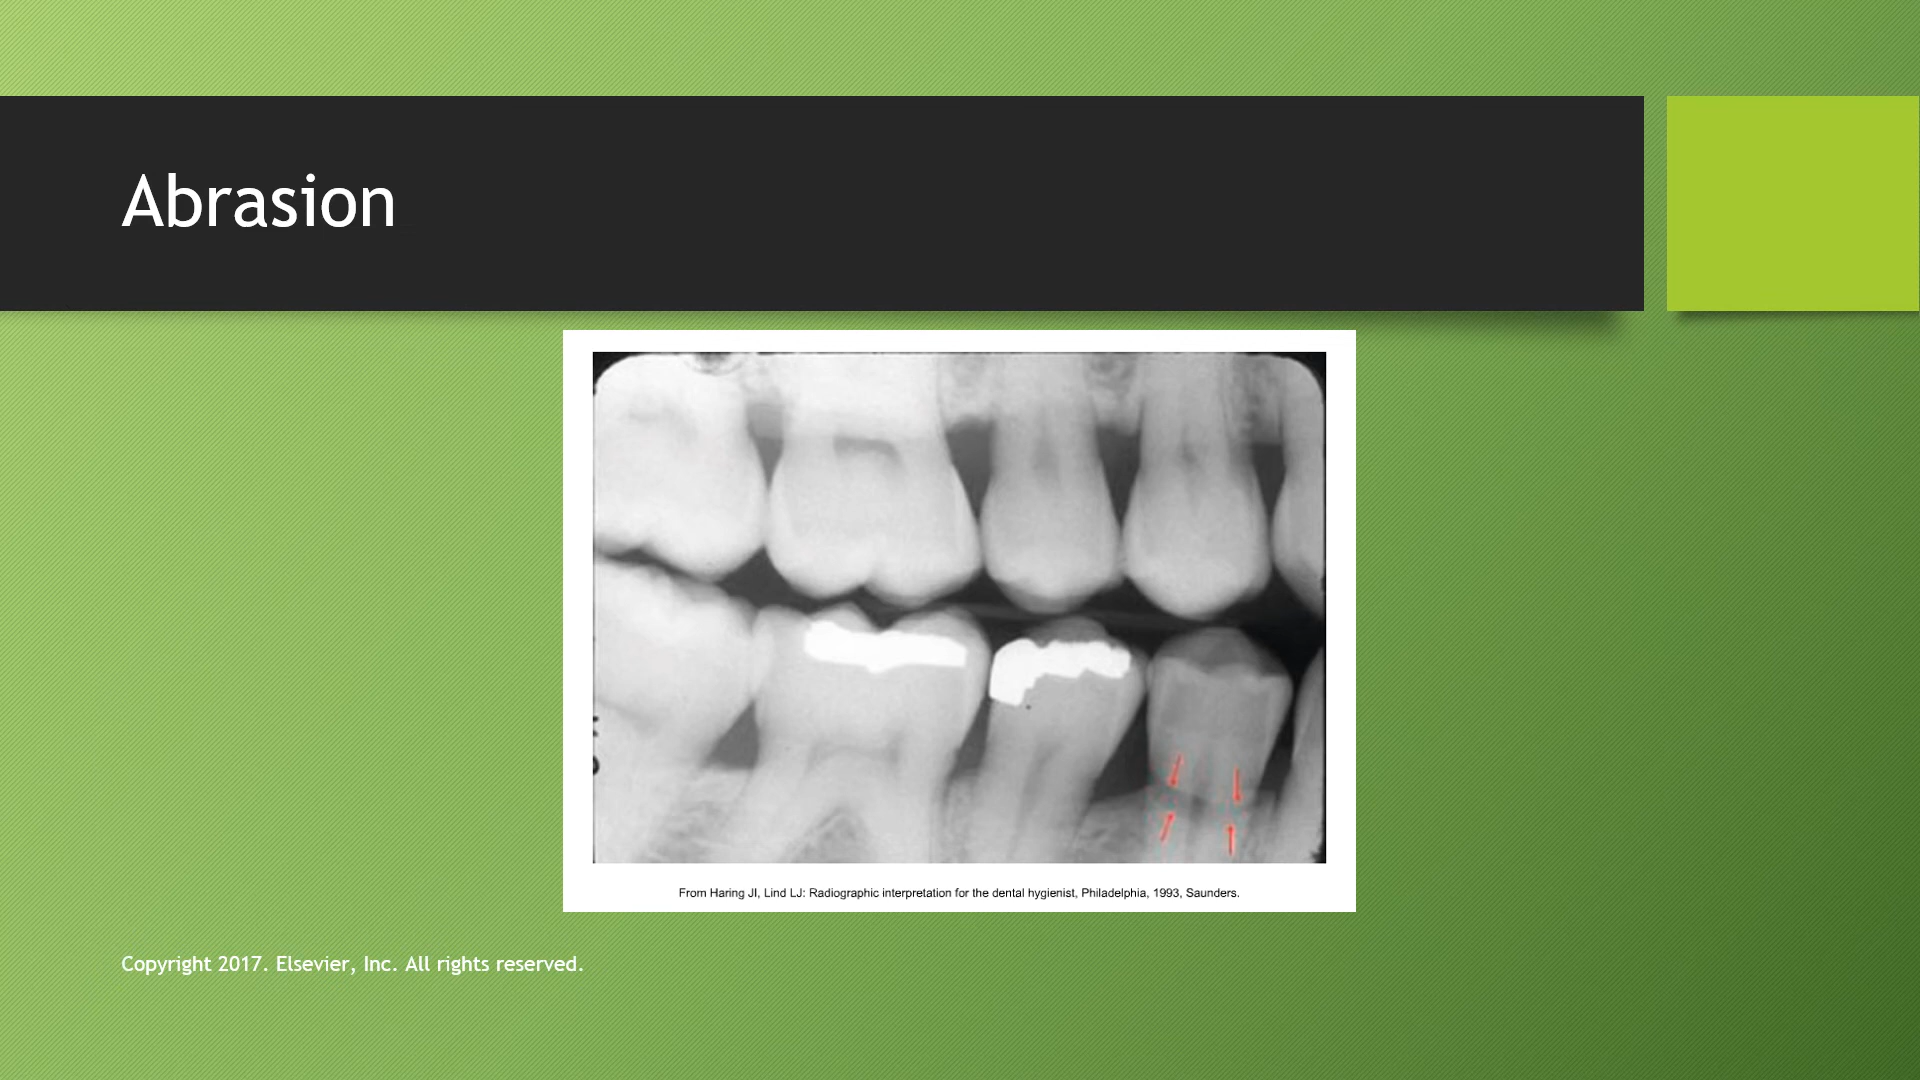 Abrasion
From Haring JI, Lind LJ: Radiographic interpretation for the dental hygienist, Philadelphia, 1993, Saunders.
Copyright 2017. Elsevier, Inc. All rights reserved.